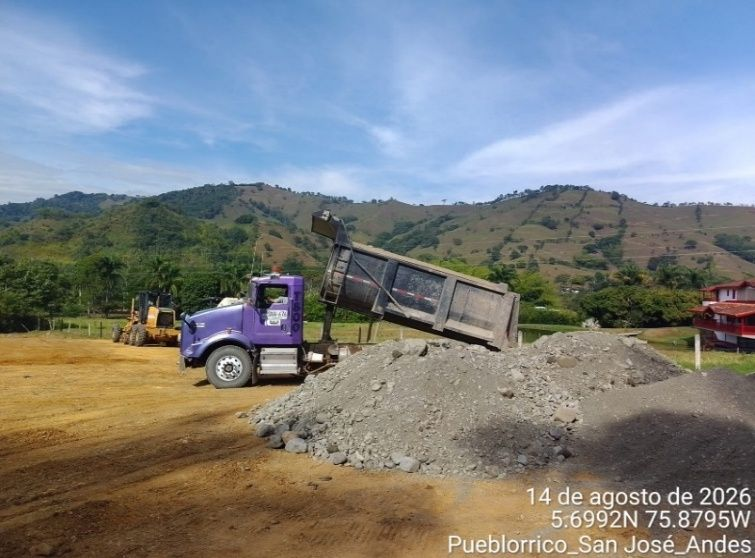 14 de agosto de 2026
5.6992N 75.8795W
Pueblorrico_San José_Andes